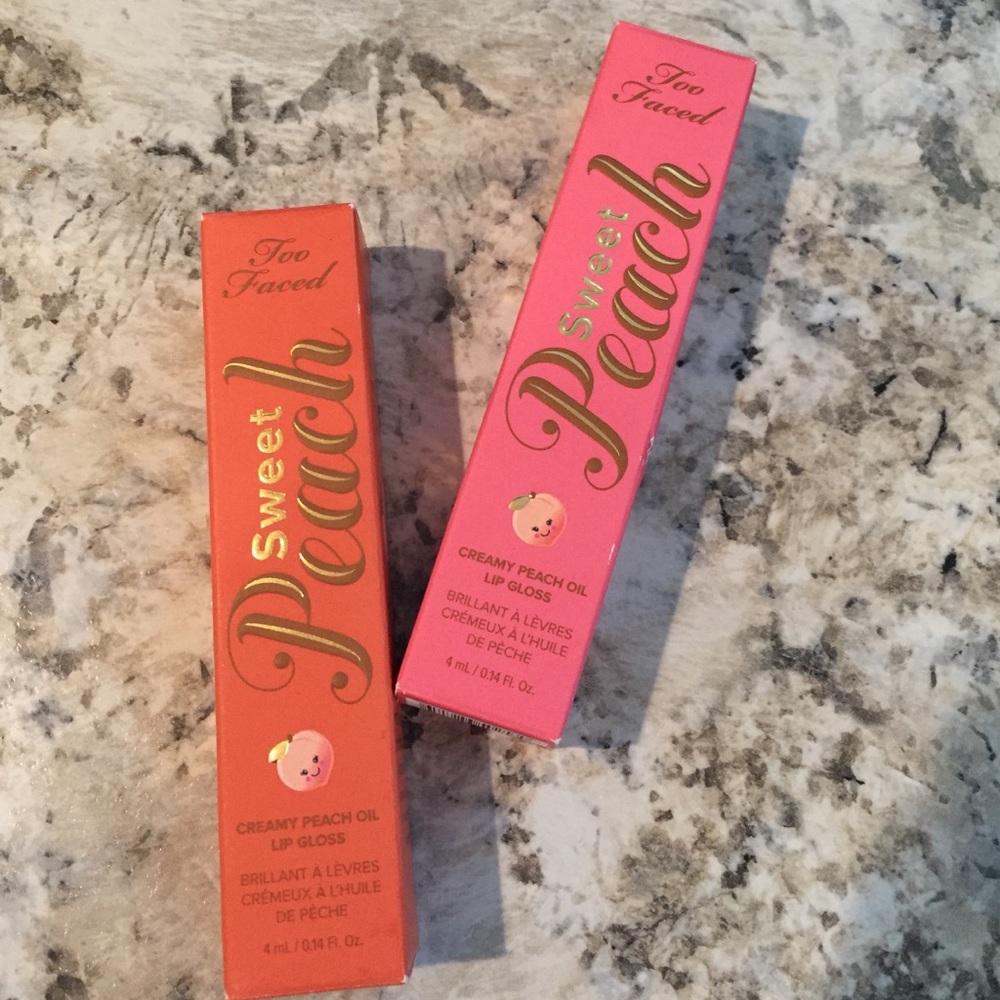 Too
Faced
Sweet
Peach
CREAMY PEACH OIL
LIP GLOSS
BRILLANT À LÈVRES
CRÉMEUX À L'HUILE
DE PÊCHE
4 mL / 0.14 Fl. Oz.
Too
Faced
Sweet
Peach
CREAMY PEACH OIL
LIP GLOSS
BRILLANT À LÈVRES
CRÉMEUX À L'HUILE
DE PÊCHE
4 mL / 0.14 Fl. Oz.